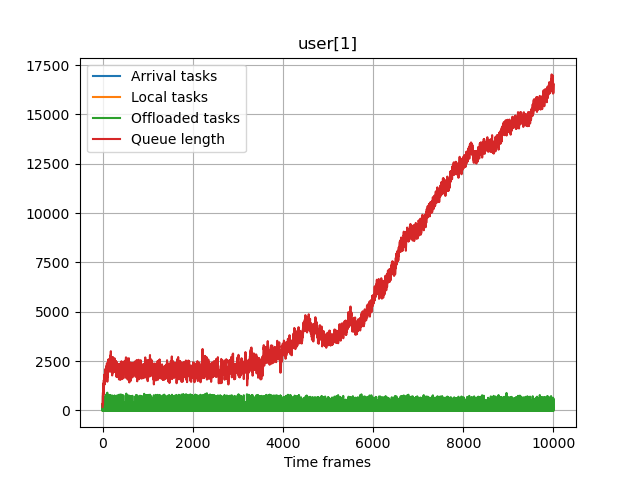 user[1]
17500
15000
12500
10000
7500
5000
2500
0
Arrival tasks
Local tasks
Offloaded tasks
Queue length
0 2000 4000 6000 8000 10000
Time frames